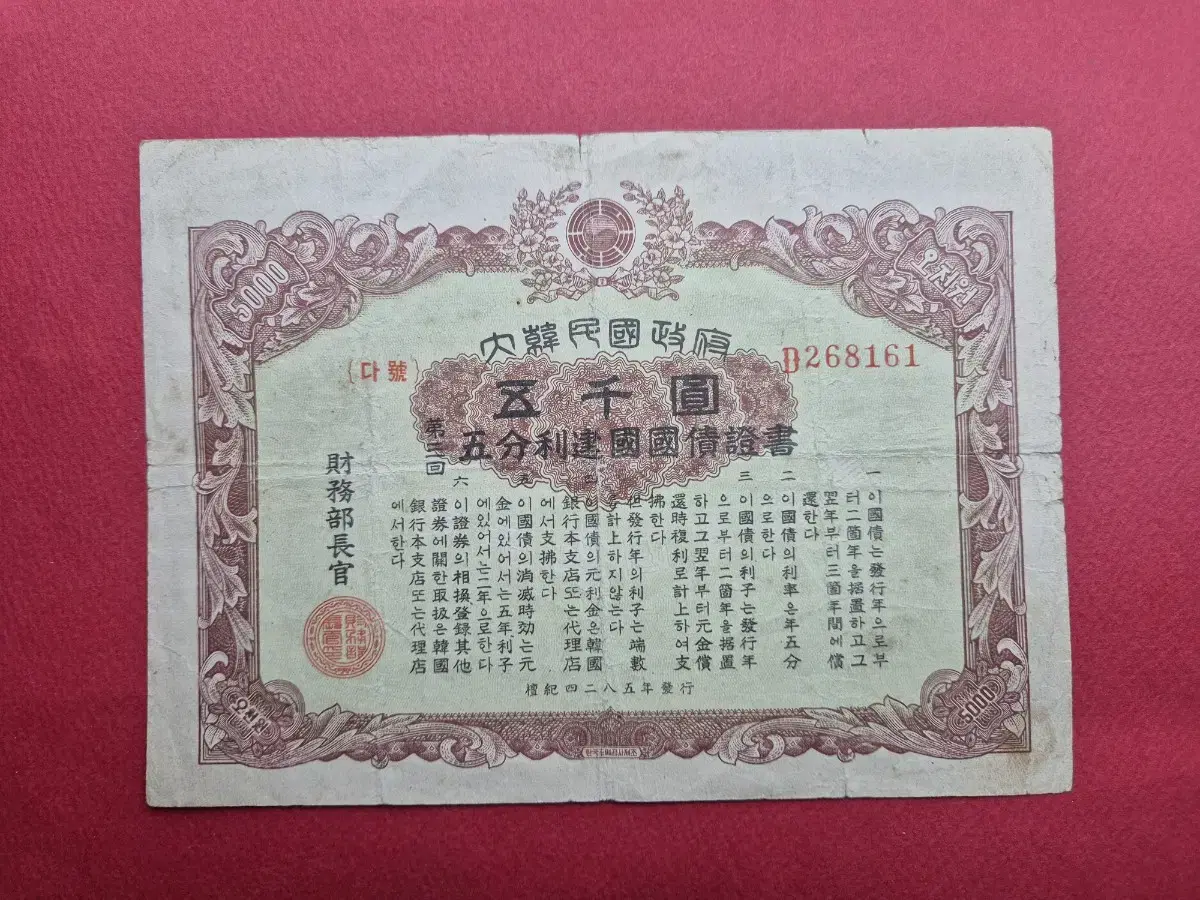 5000
오천원
大韓民國政府
(다號)
D268161
五千圓
五分利建國國債證書
第三回
一 이國債는發行年으로부
터二箇年을据置하고그
翌年부터三箇年間에償
還한다
二 이國債의利率은年五分
으로한다
三 이國債의利子는發行年
으로부터二箇年을据置
하고그翌年부터元金償
還時複利로計上하여支
拂한다
但發行年의利子는端數
를計上하지않는다
四 이國債의元利金은韓國
銀行本支店또는代理店
에서支拂한다
五 이國債의消滅時効는元
金에있어서는五年利子
에있어서는二年으로한다
六 이證券의相換登錄其他
證券에關한取扱은韓國
銀行本支店또는代理店
에서한다
財務部長官
檀紀四二八五年發行
오천원
5000